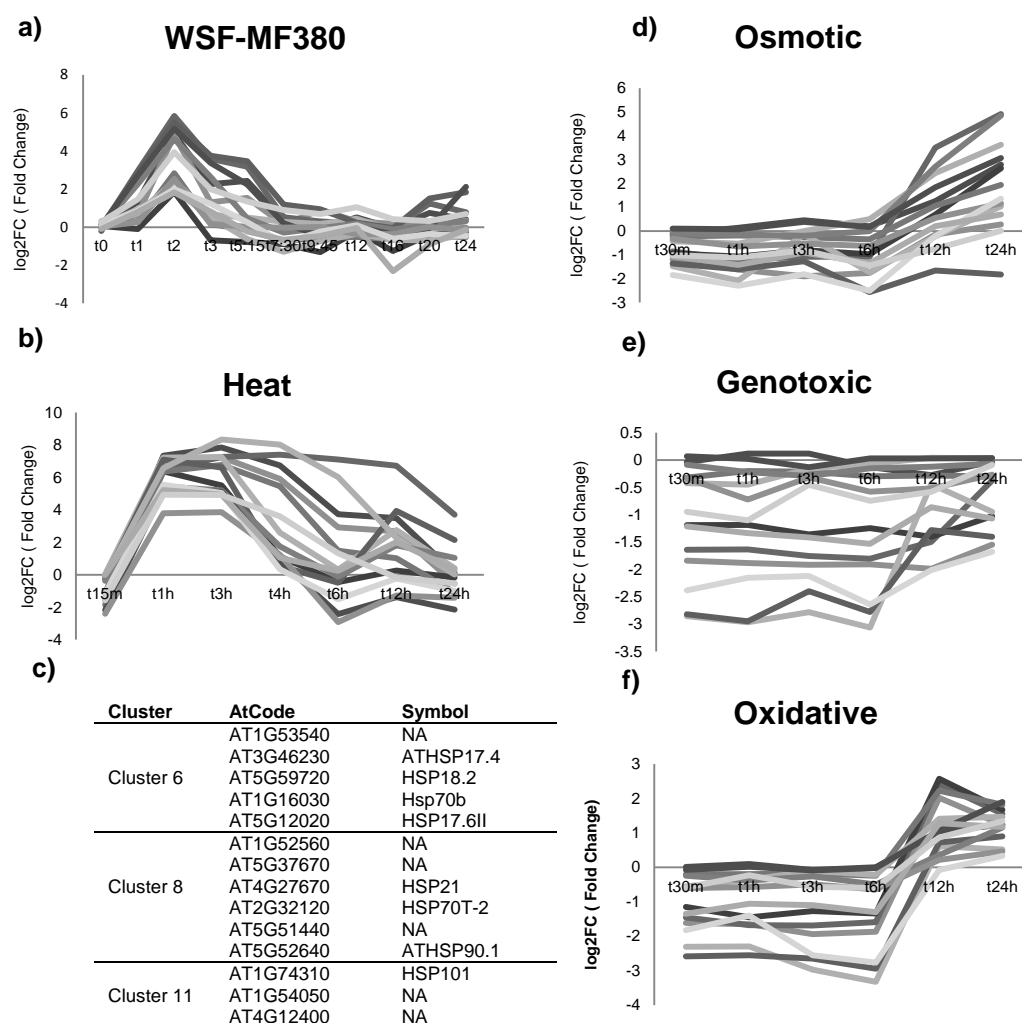 a)
WSF-MF380
log2FC ( Fold Change)
8
6
4
2
0
-2
-4
t0 t1 t2 t3 t5:15 t7:30 t9:45 t12 t16 t20 t24
b)
Heat
log2FC ( Fold Change)
10
8
6
4
2
0
-2
-4
t15m t1h t3h t4h t6h t12h t24h
c)
Cluster AtCode Symbol
AT1G53540 NA
AT3G46230 ATHSP17.4
Cluster 6 AT5G59720 HSP18.2
AT1G16030 Hsp70b
AT5G12020 HSP17.6II
AT1G52560 NA
AT5G37670 NA
Cluster 8 AT4G27670 HSP21
AT2G32120 HSP70T-2
AT5G51440 NA
AT5G52640 ATHSP90.1
AT1G74310 HSP101
Cluster 11 AT1G54050 NA
AT4G12400 NA
d)
Osmotic
log2FC ( Fold Change)
6
5
4
3
2
1
0
-1
-2
-3
t30m t1h t3h t6h t12h t24h
e)
Genotoxic
log2FC ( Fold Change)
0.5
0
-0.5
-1
-1.5
-2
-2.5
-3
-3.5
t30m t1h t3h t6h t12h t24h
f)
Oxidative
log2FC ( Fold Change)
3
2
1
0
-1
-2
-3
-4
t30m t1h t3h t6h t12h t24h